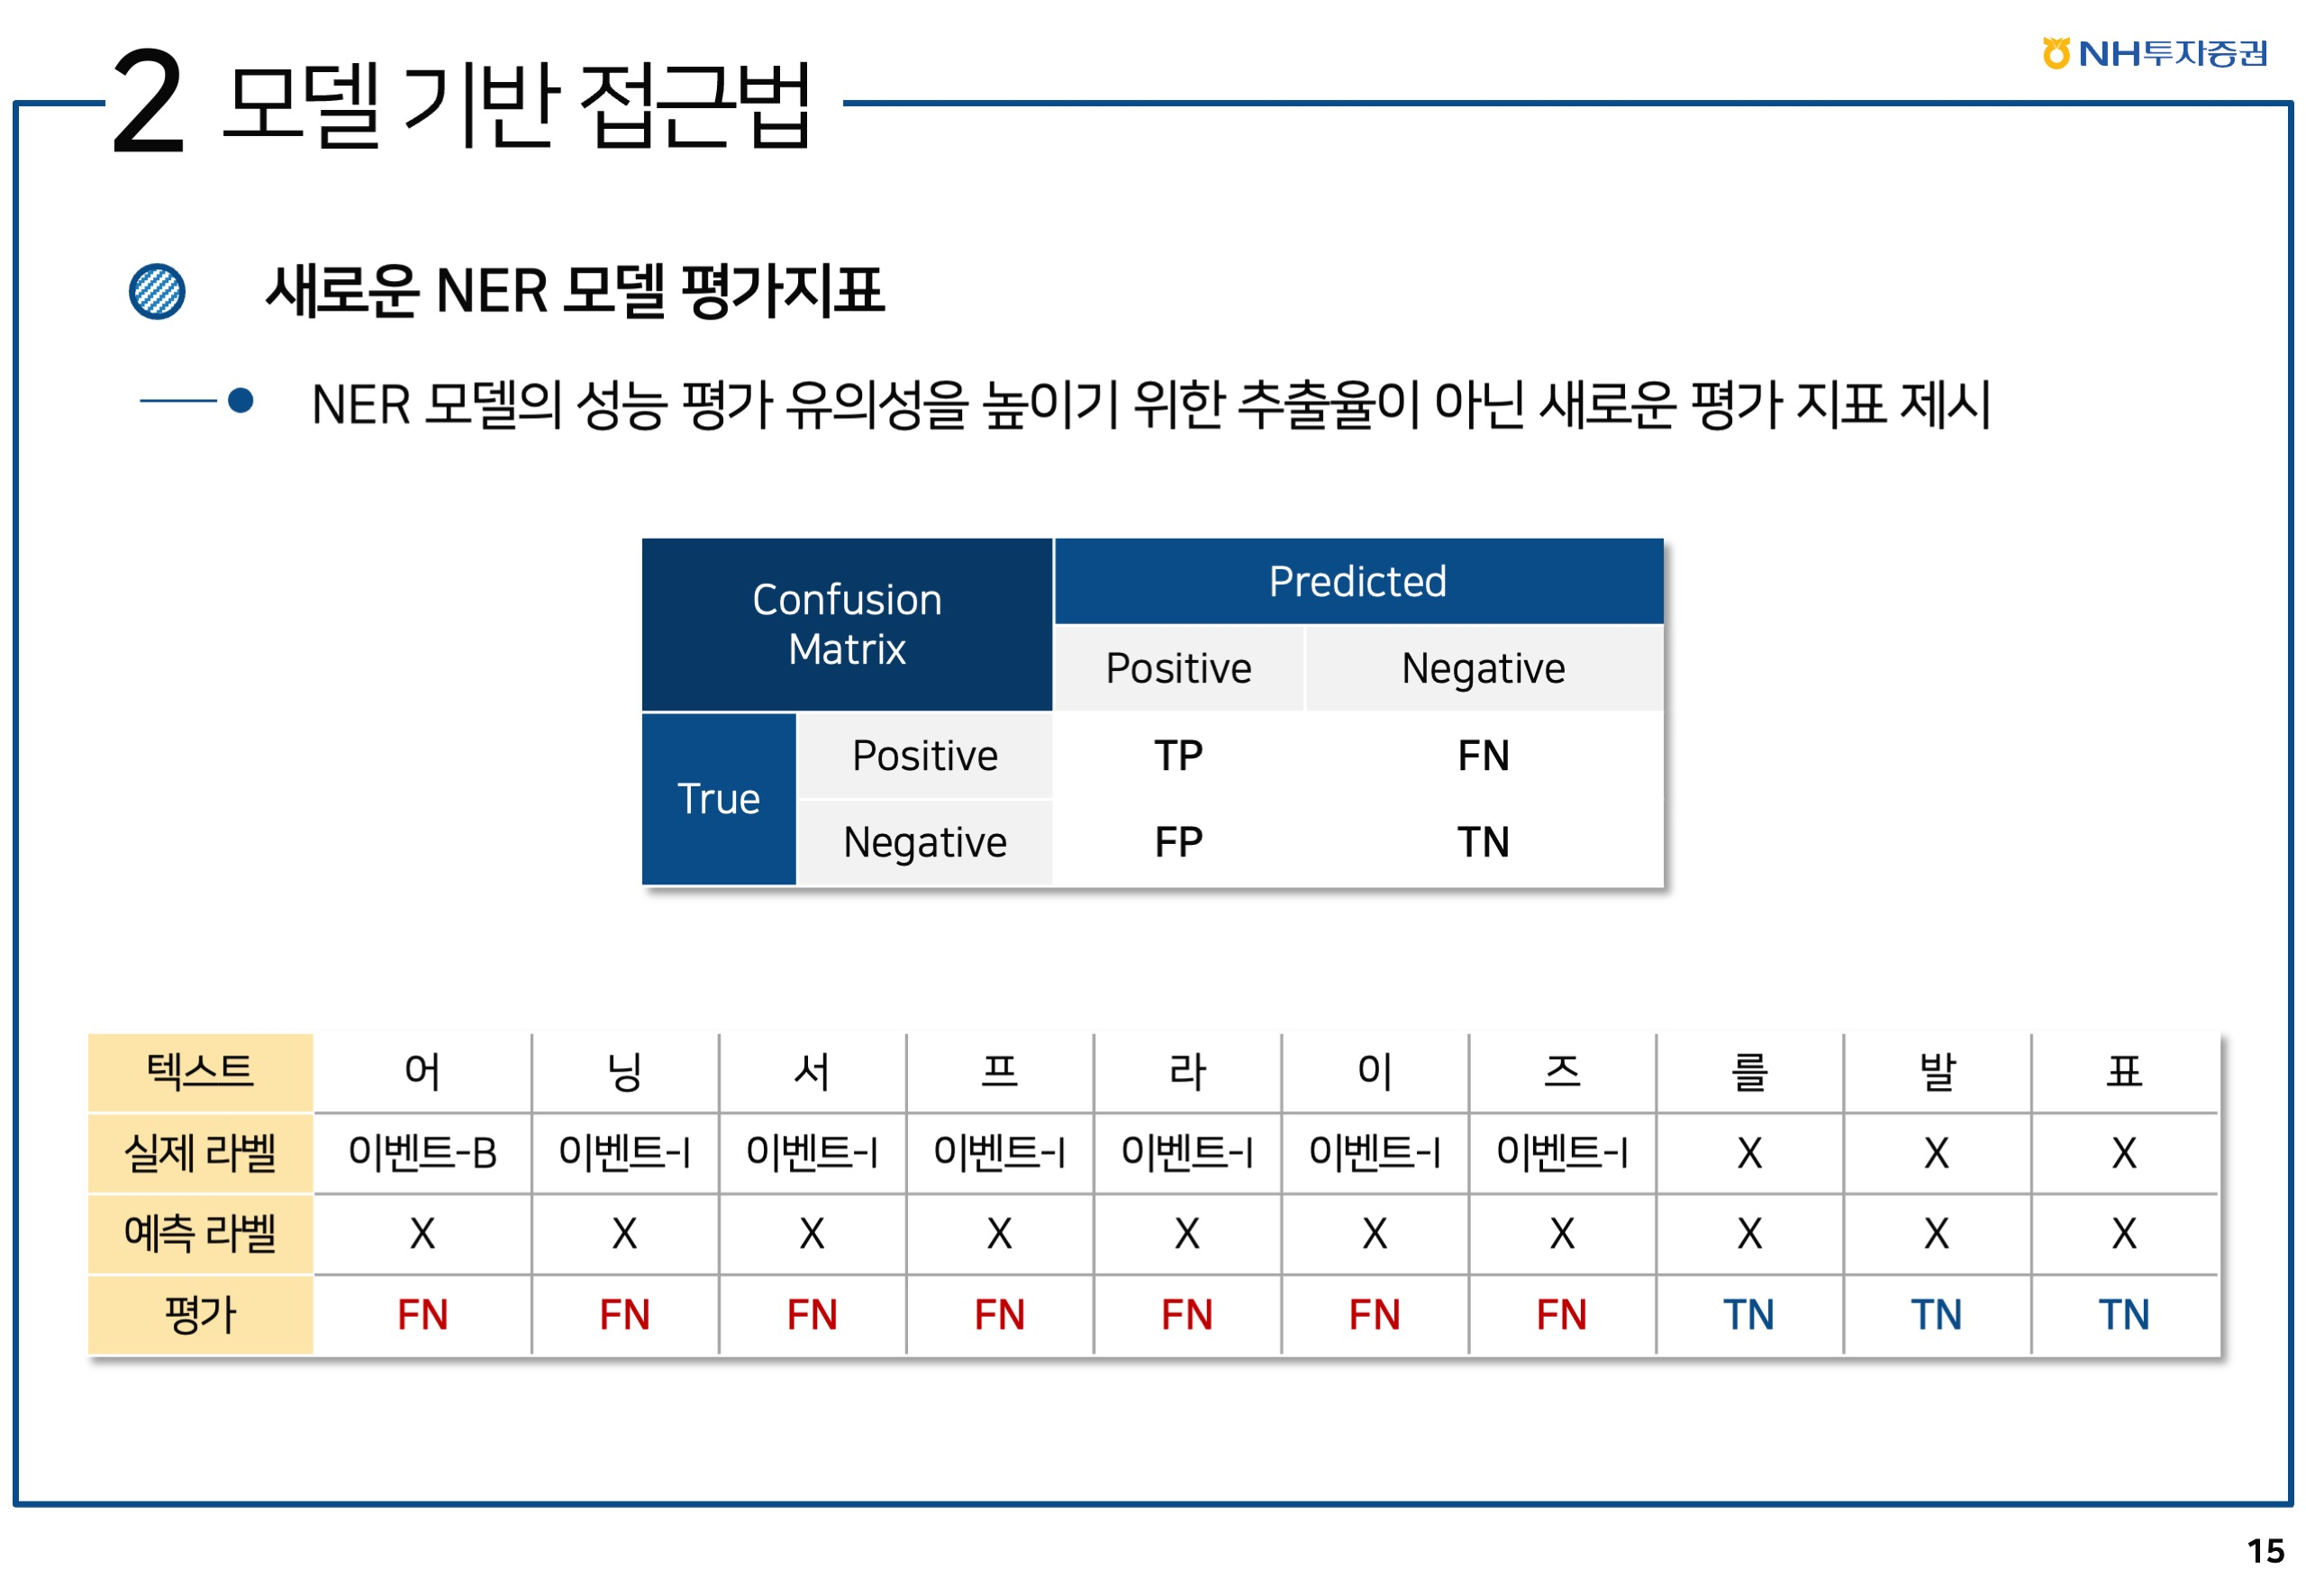 2 모델 기반 접근법
NH투자증권
새로운 NER 모델 평가지표
NER 모델의 성능 평가 유의성을 높이기 위한 추출율이 아닌 새로운 평가 지표 제시
Confusion Matrix
Predicted
Positive Negative
True
Positive TP FN
Negative FP TN
텍스트 어 닝 서 프 라 이 즈 를 발 표
실제 라벨 이벤트-B 이벤트-I 이벤트-I 이벤트-I 이벤트-I 이벤트-I 이벤트-I X X X
예측 라벨 X X X X X X X X X X
평가 FN FN FN FN FN FN FN TN TN TN
15